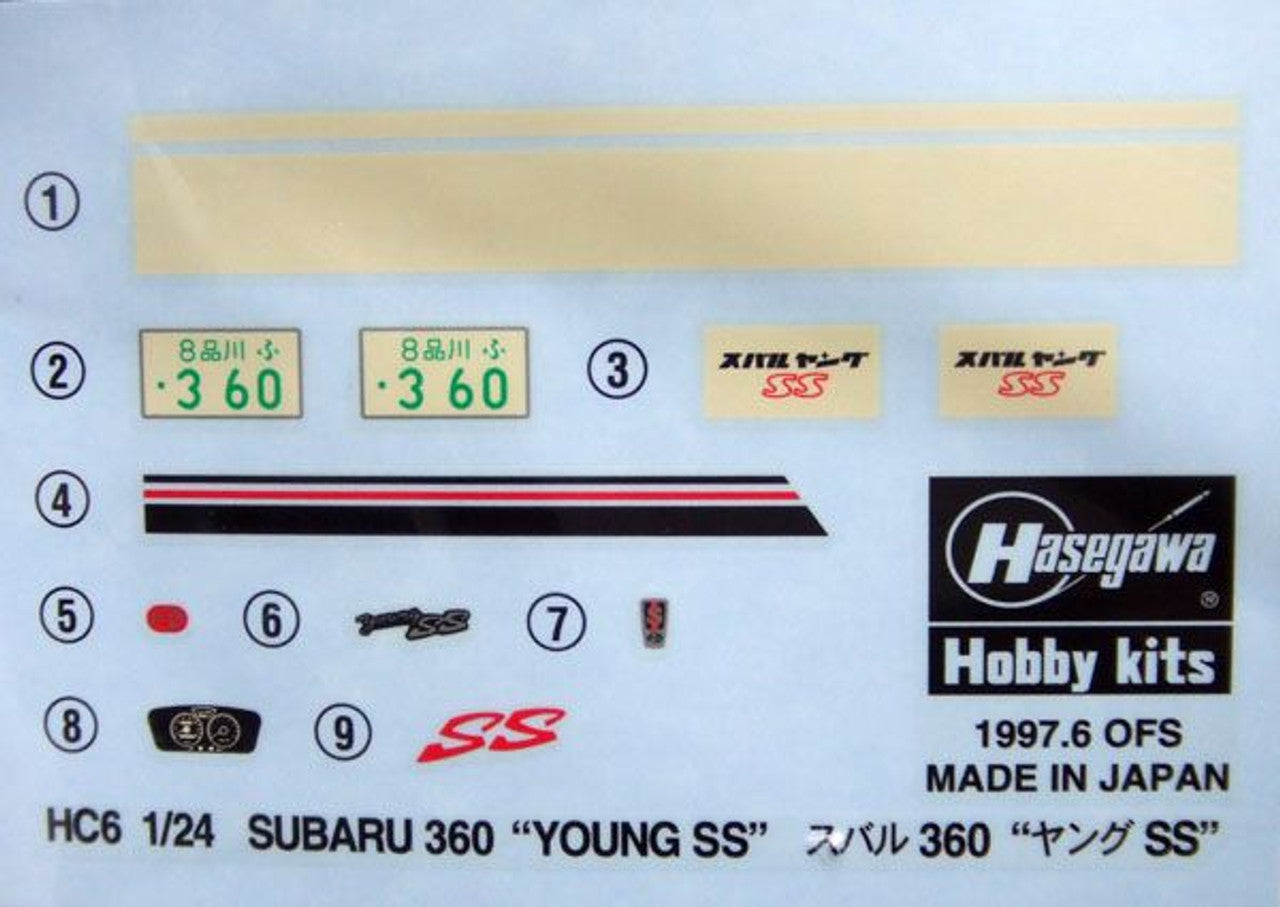 1
2
8品川 ふ
·3 60
8品川 ふ
·3 60
3
スバル ヤング
SS
スバル ヤング
SS
4
Hasegawa®
Hobby kits
5
6
SS
7
S
8
9
SS
1997.6 OFS
MADE IN JAPAN
HC6 1/24 SUBARU 360 “YOUNG SS” スバル 360 “ヤング SS”